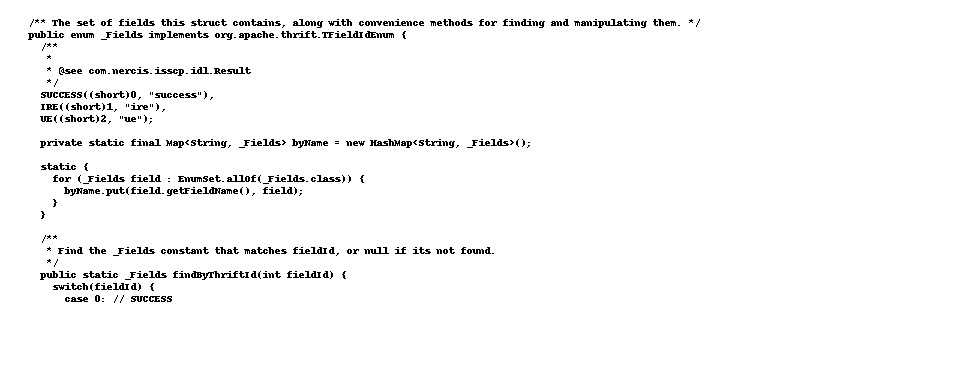 /** The set of fields this struct contains, along with convenience methods for finding and manipulating them. */
public enum _Fields implements org.apache.thrift.TFieldIdEnum {
  /**
   *
   * @see com.nercis.isscp.idl.Result
   */
  SUCCESS((short)0, "success"),
  IRE((short)1, "ire"),
  UE((short)2, "ue");

  private static final Map<String, _Fields> byName = new HashMap<String, _Fields>();

  static {
    for (_Fields field : EnumSet.allOf(_Fields.class)) {
      byName.put(field.getFieldName(), field);
    }
  }

  /**
   * Find the _Fields constant that matches fieldId, or null if its not found.
   */
  public static _Fields findByThriftId(int fieldId) {
    switch(fieldId) {
      case 0: // SUCCESS